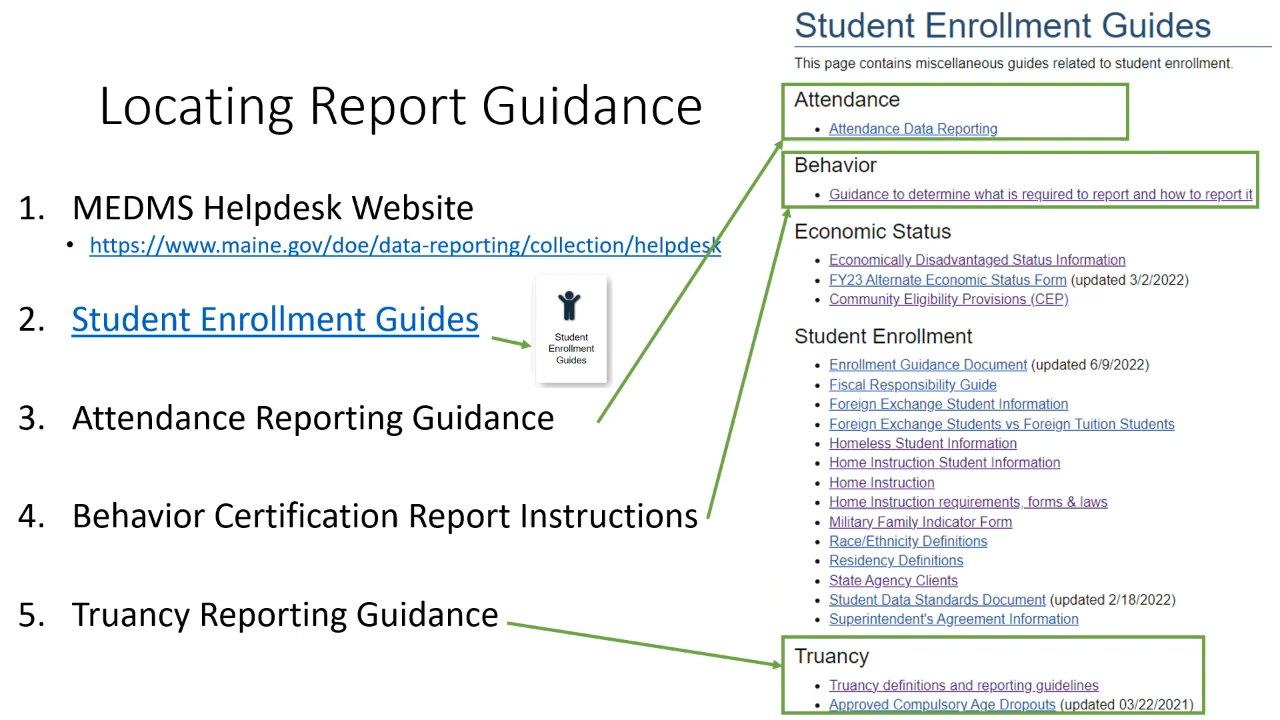 Locating Report Guidance
1. MEDMS Helpdesk Website
• https://www.maine.gov/doe/data-reporting/collection/helpdesk
2. Student Enrollment Guides
Student
Enrollment
Guides
3. Attendance Reporting Guidance
4. Behavior Certification Report Instructions
5. Truancy Reporting Guidance
Student Enrollment Guides
This page contains miscellaneous guides related to student enrollment.
Attendance
• Attendance Data Reporting
Behavior
• Guidance to determine what is required to report and how to report it
Economic Status
• Economically Disadvantaged Status Information
• FY23 Alternate Economic Status Form (updated 3/2/2022)
• Community Eligibility Provisions (CEP)
Student Enrollment
• Enrollment Guidance Document (updated 6/9/2022)
• Fiscal Responsibility Guide
• Foreign Exchange Student Information
• Foreign Exchange Students vs Foreign Tuition Students
• Homeless Student Information
• Home Instruction Student Information
• Home Instruction
• Home Instruction requirements, forms & laws
• Military Family Indicator Form
• Race/Ethnicity Definitions
• Residency Definitions
• State Agency Clients
• Student Data Standards Document (updated 2/18/2022)
• Superintendent's Agreement Information
Truancy
• Truancy definitions and reporting guidelines
• Approved Compulsory Age Dropouts (updated 03/22/2021)